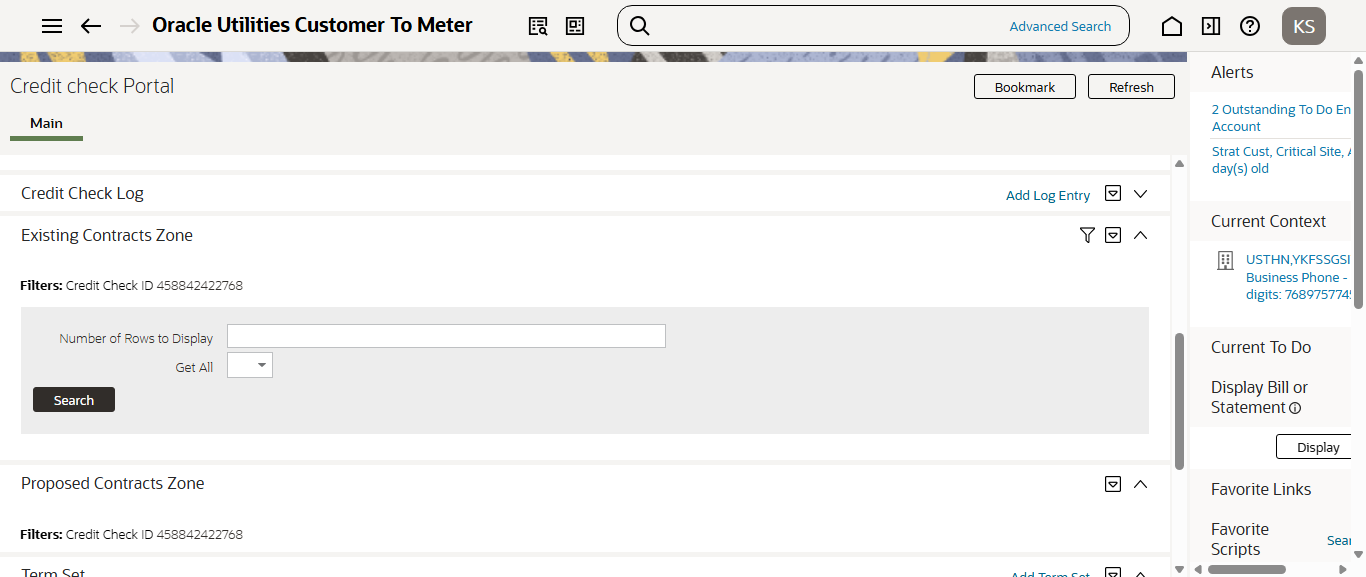 Oracle Utilities Customer To Meter
Advanced Search
KS
Credit check Portal
Bookmark
Refresh
Main
Credit Check Log
Add Log Entry
Existing Contracts Zone
Filters: Credit Check ID 458842422768
Number of Rows to Display
Get All
Search
Proposed Contracts Zone
Filters: Credit Check ID 458842422768
Term Set
Add Term Set
Alerts
2 Outstanding To Do En
Account
Strat Cust, Critical Site, A
day(s) old
Current Context
USTHN,YKFSSGSI
Business Phone -
digits: 7689757745
Current To Do
Display Bill or
Statement
Display
Favorite Links
Favorite
Scripts
Sear